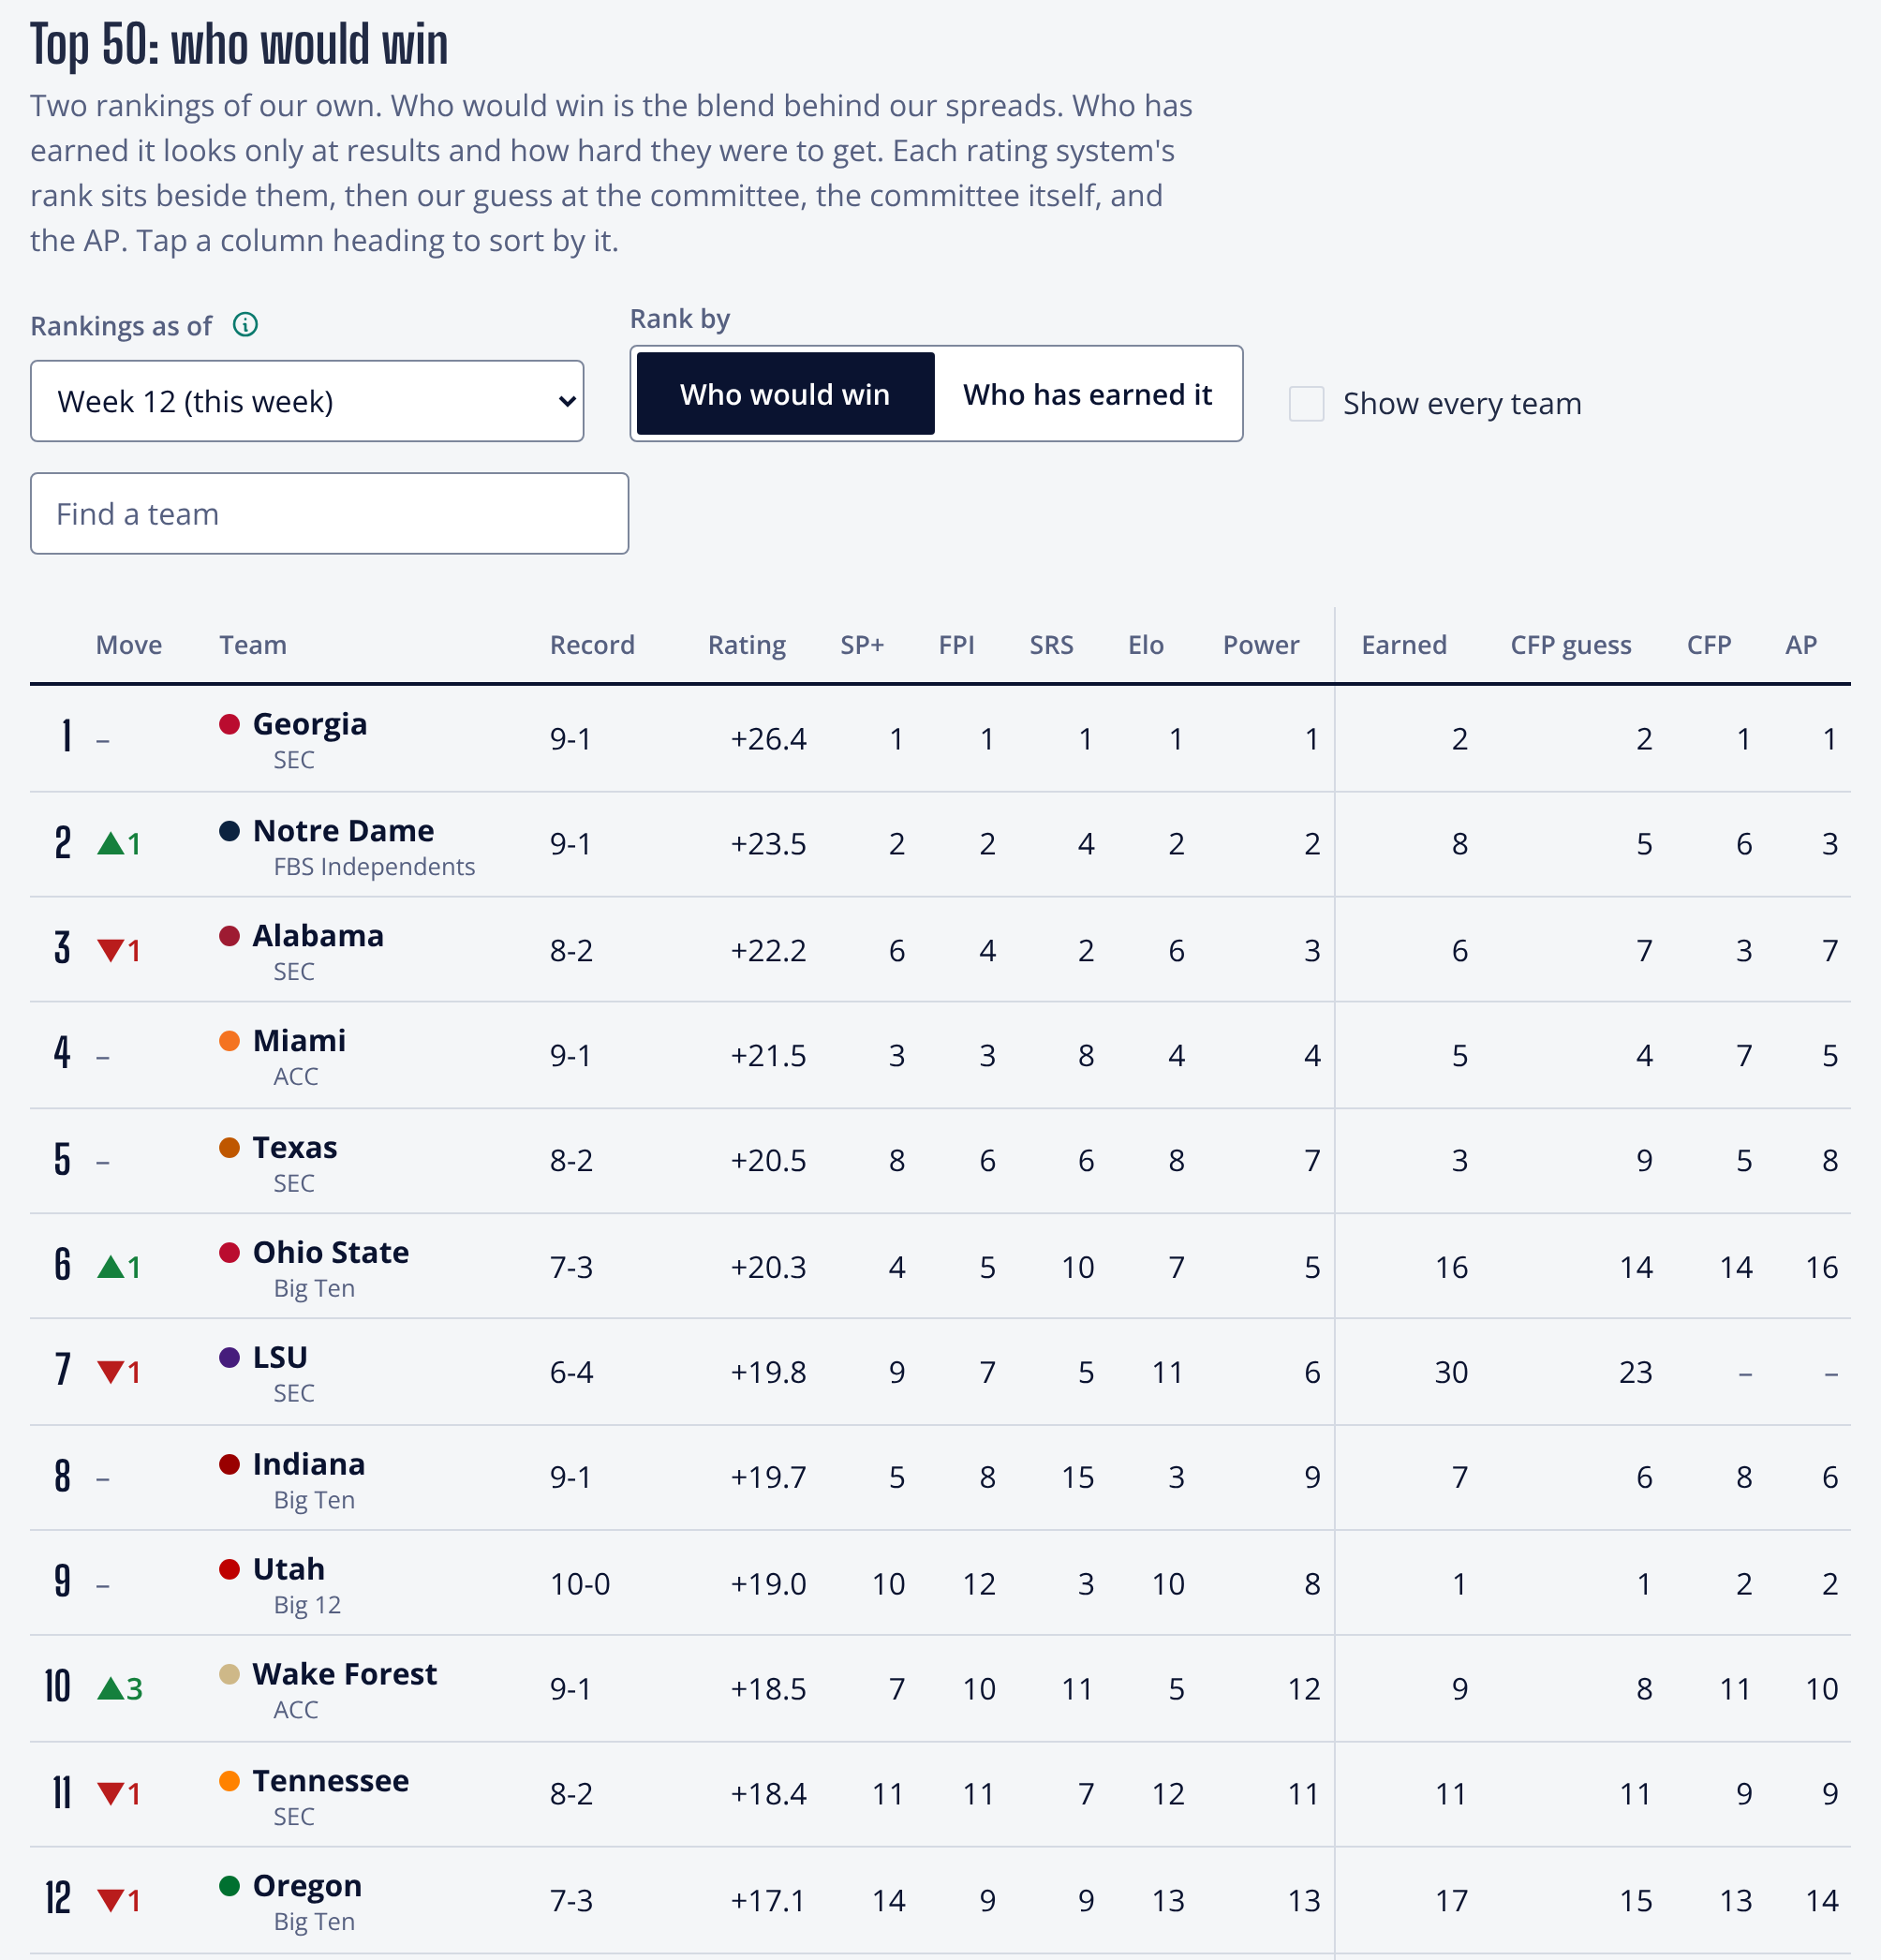 Top 50: who would win
Two rankings of our own. Who would win is the blend behind our spreads. Who has
earned it looks only at results and how hard they were to get. Each rating system's
rank sits beside them, then our guess at the committee, the committee itself, and
the AP. Tap a column heading to sort by it.
Rankings as of
Rank by
Week 12 (this week)
Who would win Who has earned it
Show every team
Find a team
Move Team Record Rating SP+ FPI SRS Elo Power Earned CFP guess CFP AP
1 – Georgia 9-1 +26.4 1 1 1 1 1 2 2 1 1
SEC
2 ▲1 Notre Dame 9-1 +23.5 2 2 4 2 2 8 5 6 3
FBS Independents
3 ▼1 Alabama 8-2 +22.2 6 4 2 6 3 6 7 3 7
SEC
4 – Miami 9-1 +21.5 3 3 8 4 4 5 4 7 5
ACC
5 – Texas 8-2 +20.5 8 6 6 8 7 3 9 5 8
SEC
6 ▲1 Ohio State 7-3 +20.3 4 5 10 7 5 16 14 14 16
Big Ten
7 ▼1 LSU 6-4 +19.8 9 7 5 11 6 30 23 – –
SEC
8 – Indiana 9-1 +19.7 5 8 15 3 9 7 6 8 6
Big Ten
9 – Utah 10-0 +19.0 10 12 3 10 8 1 1 2 2
Big 12
10 ▲3 Wake Forest 9-1 +18.5 7 10 11 5 12 9 8 11 10
ACC
11 ▼1 Tennessee 8-2 +18.4 11 11 7 12 11 11 11 9 9
SEC
12 ▼1 Oregon 7-3 +17.1 14 9 9 13 13 17 15 13 14
Big Ten